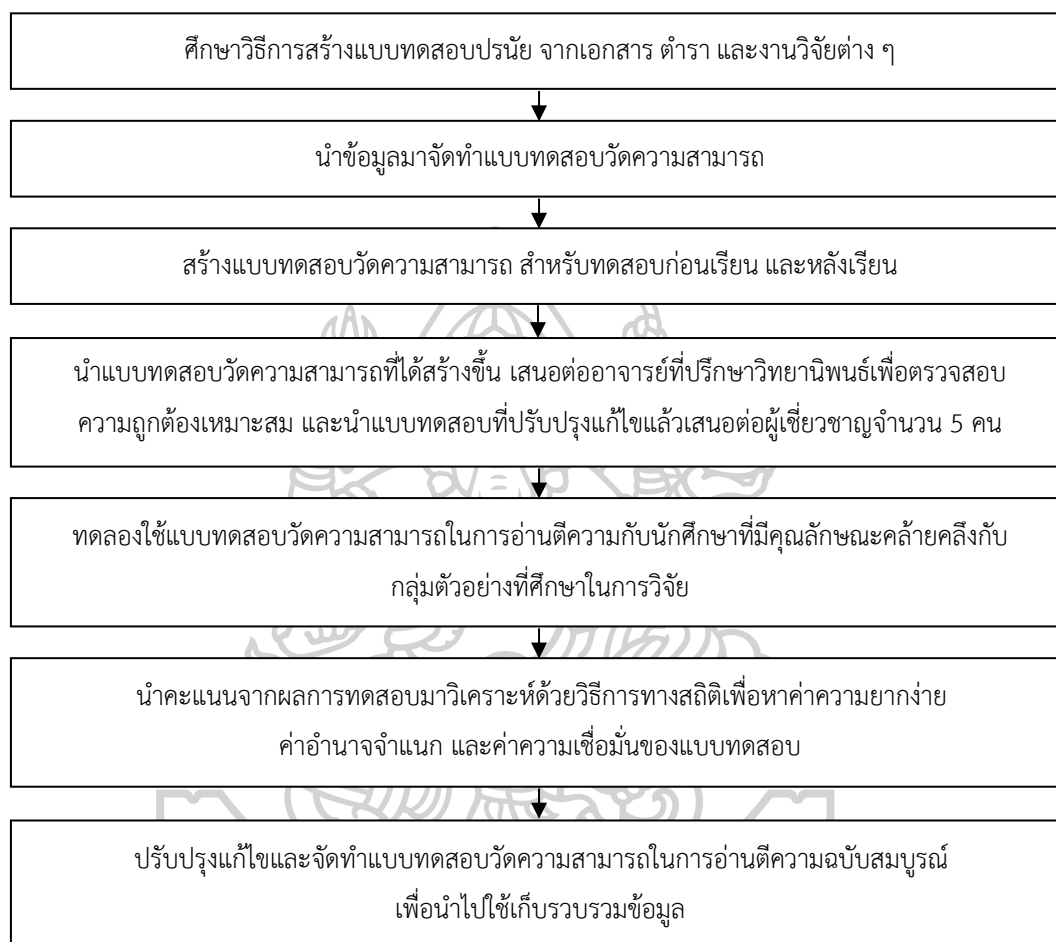 ศึกษาวิธีการสร้างแบบทดสอบปรนัย จากเอกสาร ตำรา และงานวิจัยต่าง ๆ
นำข้อมูลมาจัดทำแบบทดสอบวัดความสามารถ
สร้างแบบทดสอบวัดความสามารถ สำหรับทดสอบก่อนเรียน และหลังเรียน
นำแบบทดสอบวัดความสามารถที่ได้สร้างขึ้น เสนอต่ออาจารย์ที่ปรึกษาวิทยานิพนธ์เพื่อตรวจสอบ
ความถูกต้องเหมาะสม และนำแบบทดสอบที่ปรับปรุงแก้ไขแล้วเสนอต่อผู้เชี่ยวชาญจำนวน 5 คน
ทดลองใช้แบบทดสอบวัดความสามารถในการอ่านตีความกับนักศึกษาที่มีคุณลักษณะคล้ายคลึงกับ
กลุ่มตัวอย่างที่ศึกษาในการวิจัย
นำคะแนนจากผลการทดสอบมาวิเคราะห์ด้วยวิธีการทางสถิติเพื่อหาค่าความยากง่าย
ค่าอำนาจจำแนก และค่าความเชื่อมั่นของแบบทดสอบ
ปรับปรุงแก้ไขและจัดทำแบบทดสอบวัดความสามารถในการอ่านตีความฉบับสมบูรณ์
เพื่อนำไปใช้เก็บรวบรวมข้อมูล